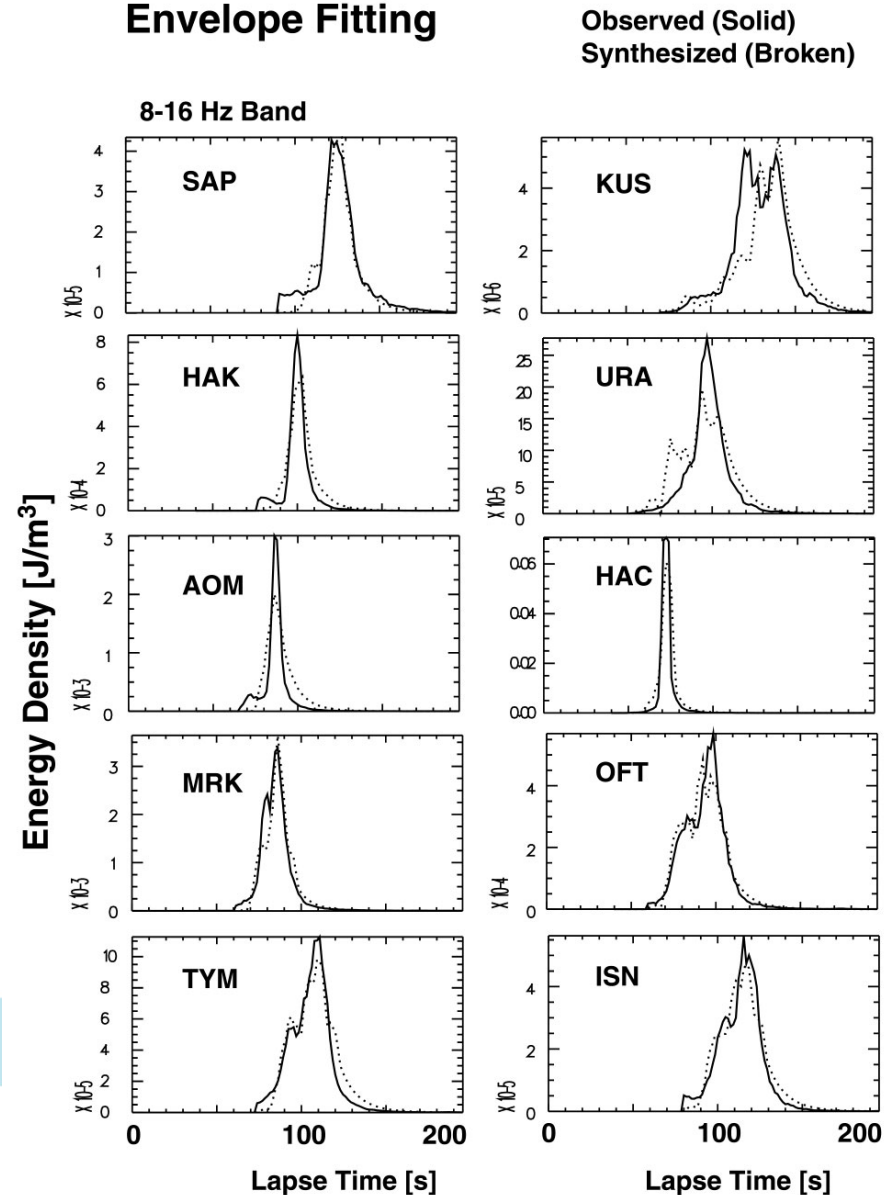 Envelope Fitting
Observed (Solid)
Synthesized (Broken)
8-16 Hz Band
Energy Density [J/m³]
SAP
4
3
2
1
0
X 10-5
KUS
4
2
0
X 10-6
HAK
8
6
4
2
0
X 10-4
URA
25
20
15
10
5
0
X 10-5
AOM
3
2
1
0
X 10-3
HAC
0.06
0.04
0.02
0.00
MRK
3
2
1
0
X 10-3
OFT
4
2
0
X 10-4
TYM
10
8
6
4
2
0
X 10-5
ISN
4
2
0
X 10-5
0 100 200
0 100 200
Lapse Time [s]
Lapse Time [s]